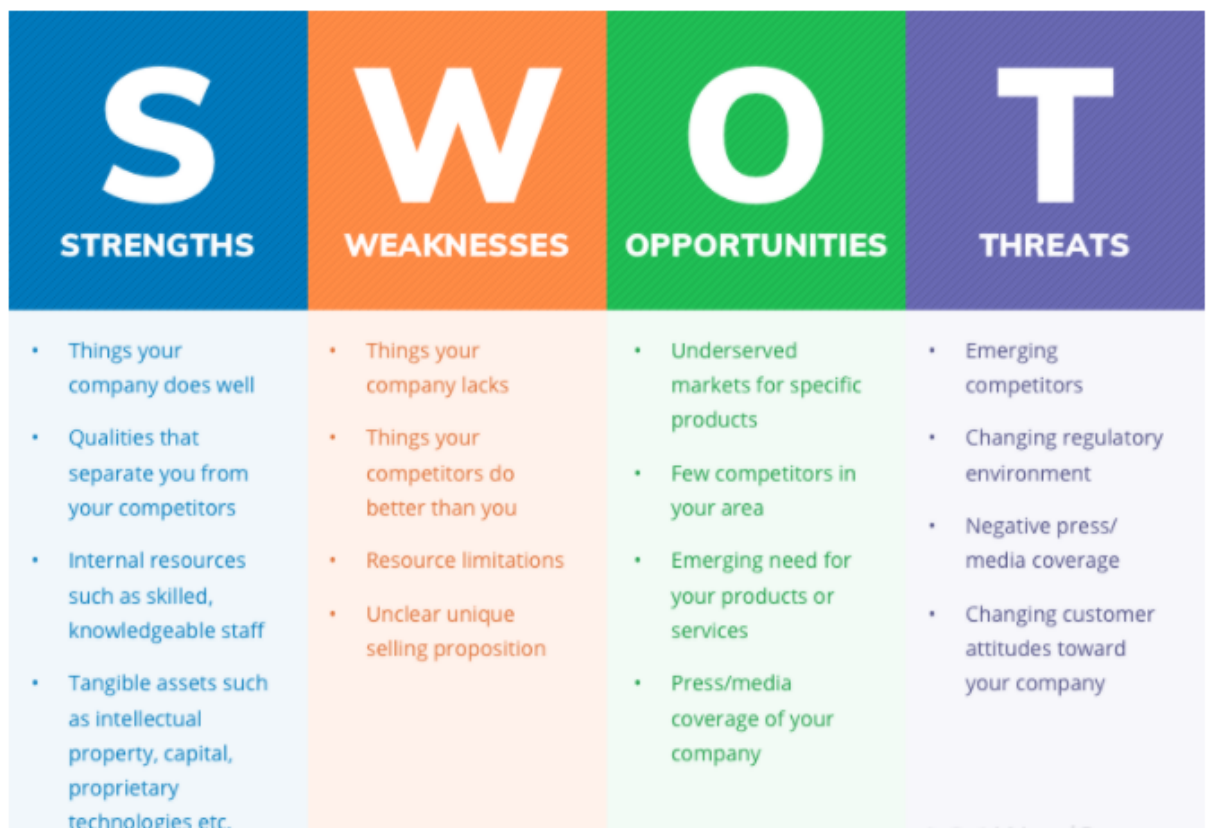 S
STRENGTHS
• Things your
company does well
• Qualities that
separate you from
your competitors
• Internal resources
such as skilled,
knowledgeable staff
• Tangible assets such
as intellectual
property, capital,
proprietary
technologies etc.
W
WEAKNESSES
• Things your
company lacks
• Things your
competitors do
better than you
• Resource limitations
• Unclear unique
selling proposition
O
OPPORTUNITIES
• Underserved
markets for specific
products
• Few competitors in
your area
• Emerging need for
your products or
services
• Press/media
coverage of your
company
T
THREATS
• Emerging
competitors
• Changing regulatory
environment
• Negative press/
media coverage
• Changing customer
attitudes toward
your company